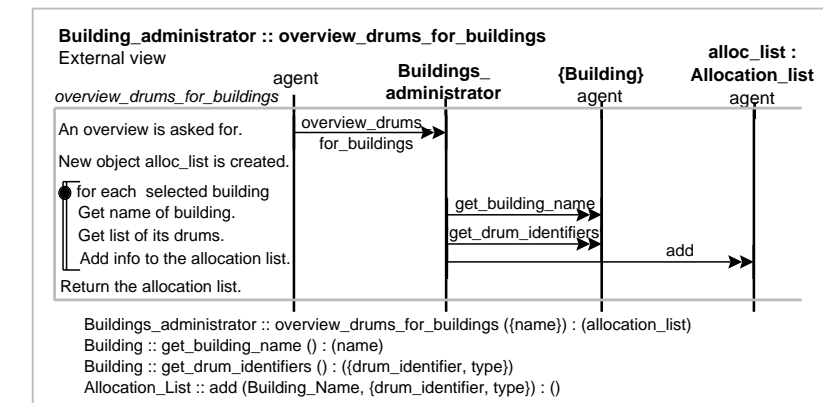 Building_administrator :: overview_drums_for_buildings
External view
alloc_list :
agent
Buildings_
{Building}
Allocation_list
overview_drums_for_buildings
administrator
agent
agent
An overview is asked for.
overview_drums_
for_buildings
New object alloc_list is created.
for each selected building
Get name of building.
get_building_name
Get list of its drums.
get_drum_identifiers
Add info to the allocation list.
add
Return the allocation list.
Buildings_administrator :: overview_drums_for_buildings ({name}) : (allocation_list)
Building :: get_building_name () : (name)
Building :: get_drum_identifiers () : ({drum_identifier, type})
Allocation_List :: add (Building_Name, {drum_identifier, type}) : ()